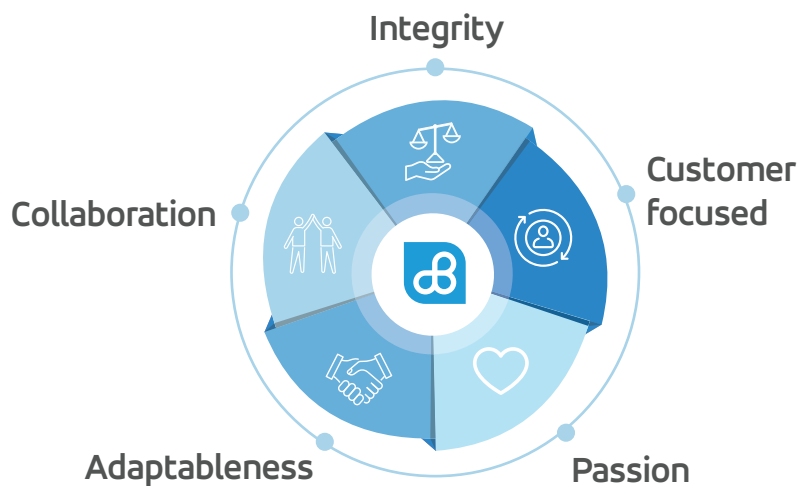 Integrity
Customer
focused
Collaboration
Adaptableness
Passion